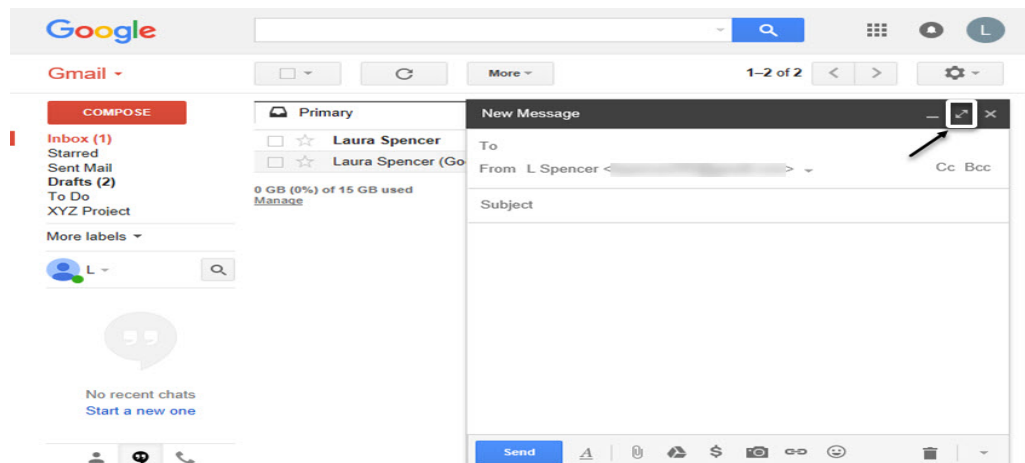 Google
L
Gmail
More
1–2 of 2
COMPOSE
Inbox (1)
Starred
Sent Mail
Drafts (2)
To Do
XYZ Project
More labels
L
No recent chats
Start a new one
Primary
Laura Spencer
Laura Spencer (Go
0 GB (0%) of 15 GB used
Manage
New Message
To
From L Spencer < >
Cc Bcc
Subject
Send A $